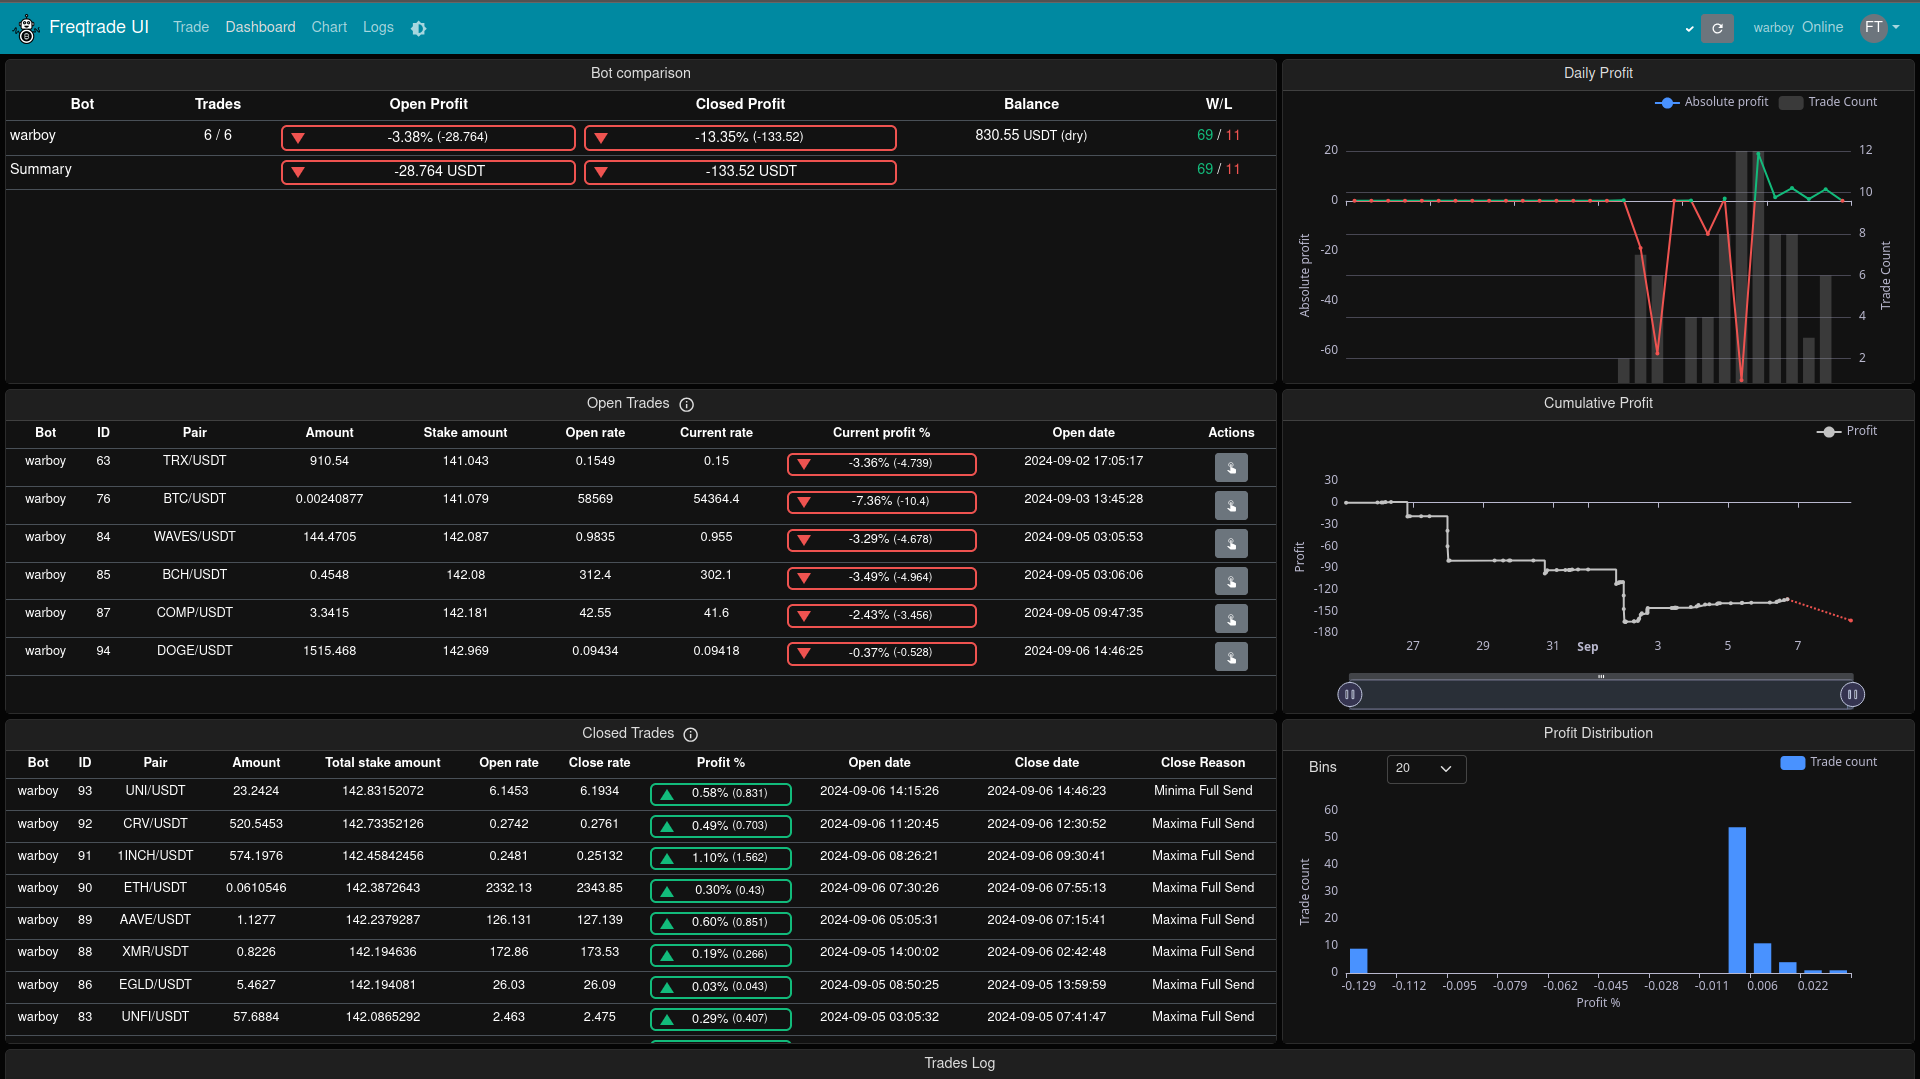 Freqtrade UI Trade Dashboard Chart Logs warboy Online FT
Bot comparison
Bot Trades Open Profit Closed Profit Balance W/L
warboy 6 / 6 -3.38% (-28.764) -13.35% (-133.52) 830.55 USDT (dry) 69 / 11
Summary -28.764 USDT -133.52 USDT 69 / 11
Daily Profit
Absolute profit Trade Count
20 12
0 10
-20 8
-40 6
-60 4
2
Absolute profit
Trade Count
Open Trades
Bot ID Pair Amount Stake amount Open rate Current rate Current profit % Open date Actions
warboy 63 TRX/USDT 910.54 141.043 0.1549 0.15 -3.36% (-4.739) 2024-09-02 17:05:17
warboy 76 BTC/USDT 0.00240877 141.079 58569 54364.4 -7.36% (-10.4) 2024-09-03 13:45:28
warboy 84 WAVES/USDT 144.4705 142.087 0.9835 0.955 -3.29% (-4.678) 2024-09-05 03:05:53
warboy 85 BCH/USDT 0.4548 142.08 312.4 302.1 -3.49% (-4.964) 2024-09-05 03:06:06
warboy 87 COMP/USDT 3.3415 142.181 42.55 41.6 -2.43% (-3.456) 2024-09-05 09:47:35
warboy 94 DOGE/USDT 1515.468 142.969 0.09434 0.09418 -0.37% (-0.528) 2024-09-06 14:46:25
Cumulative Profit
Profit
30
0
-30
-60
-90
-120
-150
-180
Profit
27 29 31 Sep 3 5 7
Closed Trades
Bot ID Pair Amount Total stake amount Open rate Close rate Profit % Open date Close date Close Reason
warboy 93 UNI/USDT 23.2424 142.83152072 6.1453 6.1934 0.58% (0.831) 2024-09-06 14:15:26 2024-09-06 14:46:23 Minima Full Send
warboy 92 CRV/USDT 520.5453 142.73352126 0.2742 0.2761 0.49% (0.703) 2024-09-06 11:20:45 2024-09-06 12:30:52 Maxima Full Send
warboy 91 1INCH/USDT 574.1976 142.45842456 0.2481 0.25132 1.10% (1.562) 2024-09-06 08:26:21 2024-09-06 09:30:41 Maxima Full Send
warboy 90 ETH/USDT 0.0610546 142.3872643 2332.13 2343.85 0.30% (0.43) 2024-09-06 07:30:26 2024-09-06 07:55:13 Maxima Full Send
warboy 89 AAVE/USDT 1.1277 142.2379287 126.131 127.139 0.60% (0.851) 2024-09-06 05:05:31 2024-09-06 07:15:41 Maxima Full Send
warboy 88 XMR/USDT 0.8226 142.194636 172.86 173.53 0.19% (0.266) 2024-09-05 14:00:02 2024-09-06 02:42:48 Maxima Full Send
warboy 86 EGLD/USDT 5.4627 142.194081 26.03 26.09 0.03% (0.043) 2024-09-05 08:50:25 2024-09-05 13:59:59 Maxima Full Send
warboy 83 UNFI/USDT 57.6884 142.0865292 2.463 2.475 0.29% (0.407) 2024-09-05 03:05:32 2024-09-05 07:41:47 Maxima Full Send
Profit Distribution
Bins 20 Trade count
60
50
40
30
20
10
0
Trade count
-0.129 -0.112 -0.095 -0.079 -0.062 -0.045 -0.028 -0.011 0.006 0.022
Profit %
Trades Log